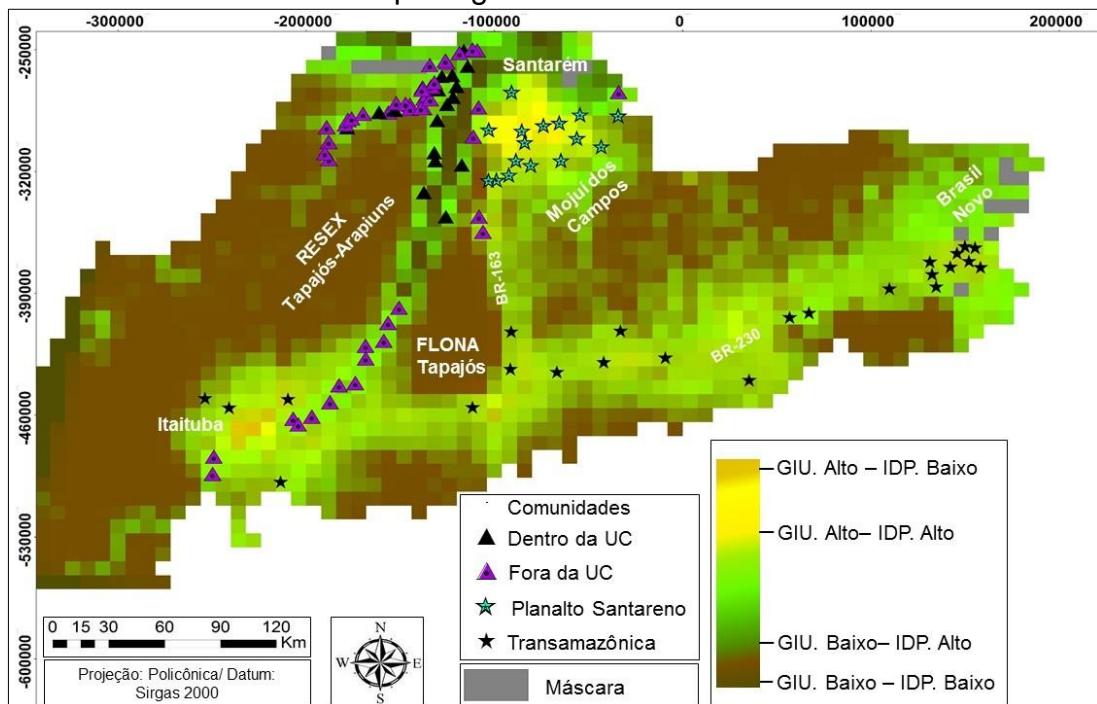 -300000 -200000 -100000 0 100000 200000
-250000
-320000
-390000
-460000
-530000
-600000
Santarém
Mojuí dos
Campos
Brasil
Novo
RESEX
Tapajós-Arapiuns
BR-163
FLONA
Tapajós
BR-230
Itaituba
Comunidades
Dentro da UC
Fora da UC
Planalto Santareno
Transamazônica
Máscara
GIU. Alto – IDP. Baixo
GIU. Alto– IDP. Alto
GIU. Baixo– IDP. Alto
GIU. Baixo – IDP. Baixo
0 15 30 60 90 120
Km
Projeção: Policônica/ Datum:
Sirgas 2000
N
W E
S